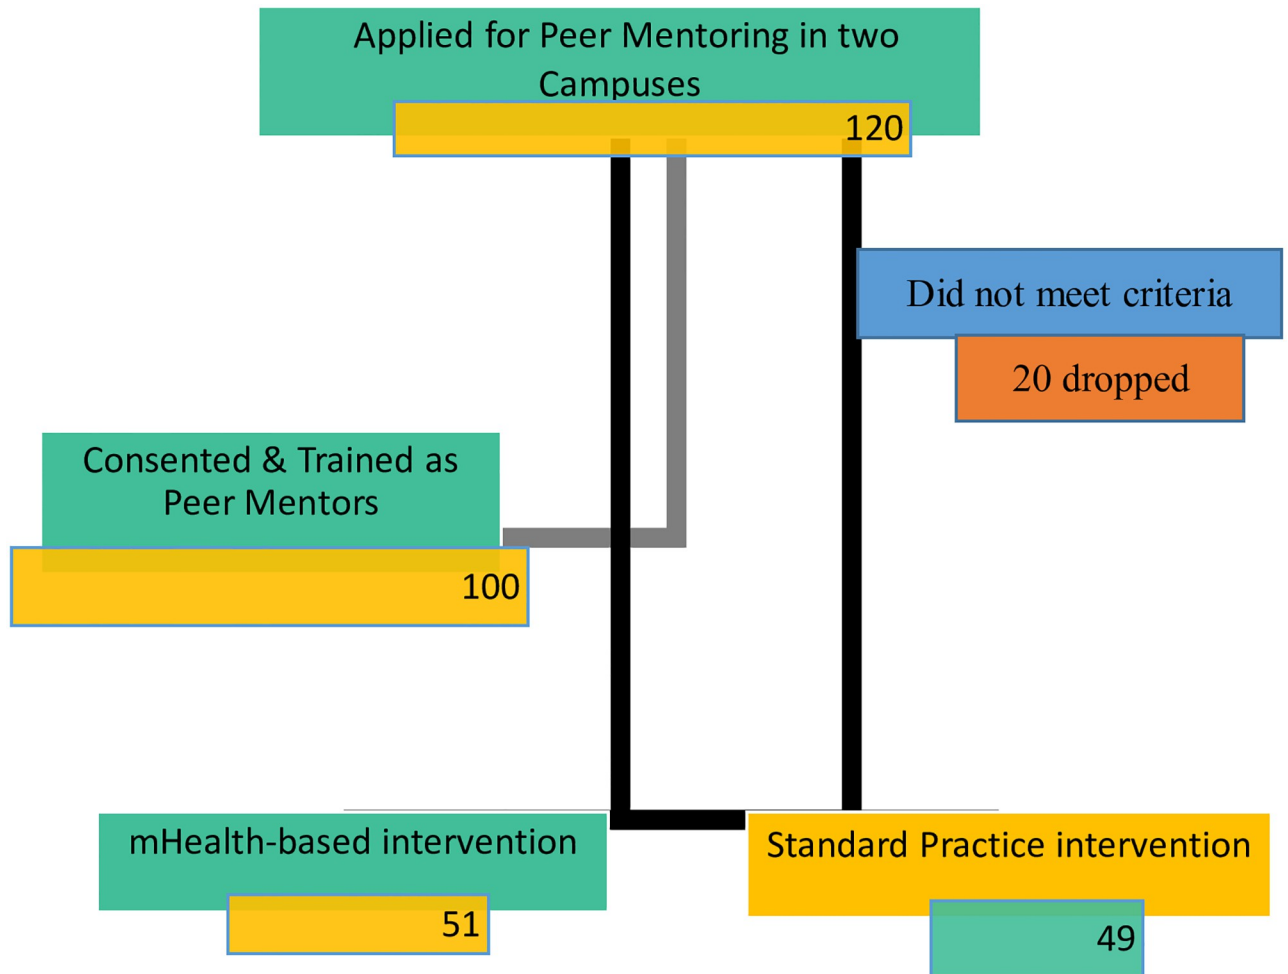 Applied for Peer Mentoring in two
Campuses
120
Did not meet criteria
20 dropped
Consented & Trained as
Peer Mentors
100
mHealth-based intervention
51
Standard Practice intervention
49